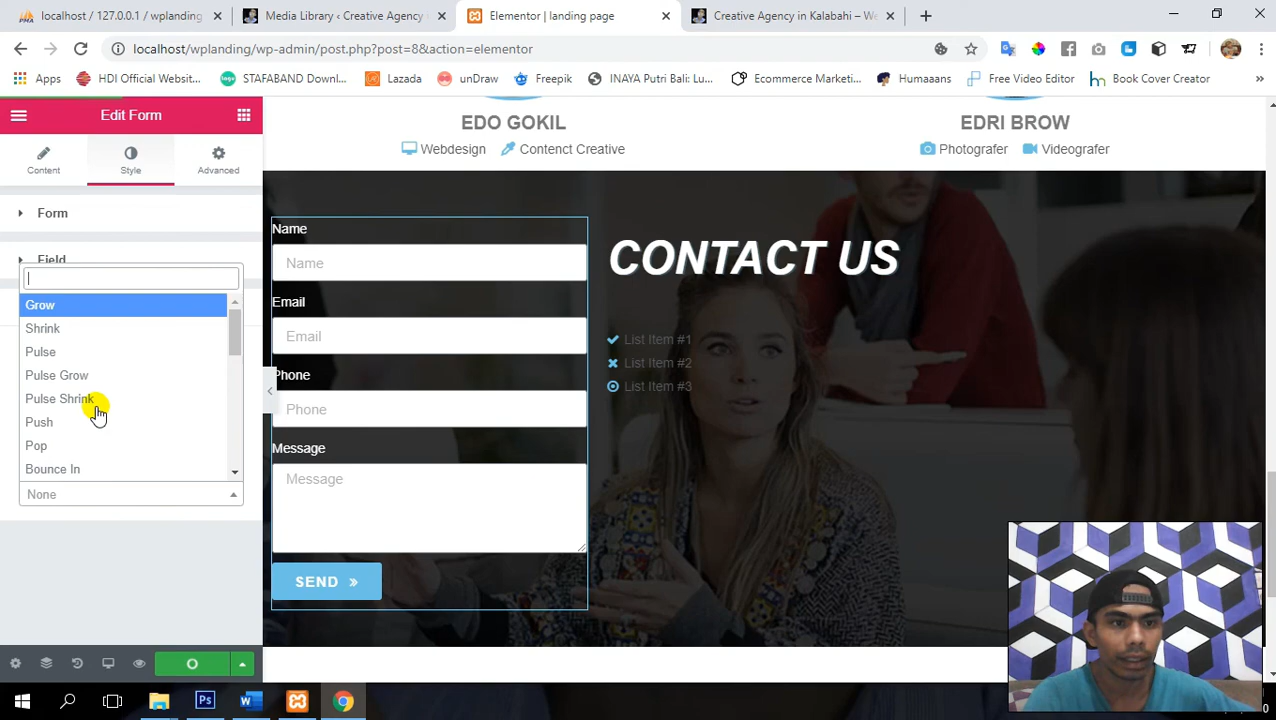 localhost / 127.0.0.1 / wplanding
Media Library ‹ Creative Agency
Elementor | landing page
Creative Agency in Kalabahi – We
localhost/wplanding/wp-admin/post.php?post=8&action=elementor
Apps
HDI Official Websit...
STAFABAND Downl...
Lazada
unDraw
Freepik
INAYA Putri Bali: Lu...
Ecommerce Marketi...
Humaaans
Free Video Editor
Book Cover Creator
»
Edit Form
Content
Style
Advanced
Form
Field
Grow
Shrink
Pulse
Pulse Grow
Pulse Shrink
Push
Pop
Bounce In
None
EDO GOKIL
Webdesign
Contenct Creative
EDRI BROW
Photografer
Videografer
Name
Name
Email
Email
Phone
Phone
Message
Message
SEND »
CONTACT US
List Item #1
List Item #2
List Item #3